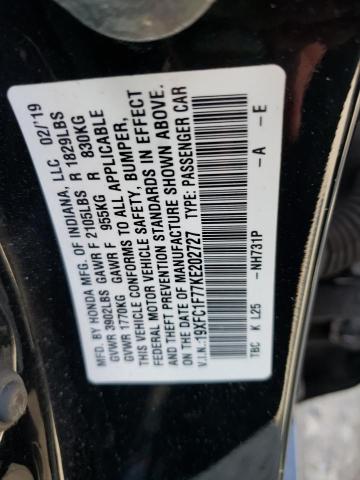 MFD. BY HONDA MFG. OF INDIANA, LLC 02/'19
GVWR 3902LBS GAWR F 2105LBS R 1829LBS
GVWR 1770KG GAWR F 955KG R 830KG
THIS VEHICLE CONFORMS TO ALL APPLICABLE
FEDERAL MOTOR VEHICLE SAFETY, BUMPER,
AND THEFT PREVENTION STANDARDS IN EFFECT
ON THE DATE OF MANUFACTURE SHOWN ABOVE.
V.I.N.:19XFC1F77KE202727 TYPE: PASSENGER CAR
TBC K L25 -NH731P -A -E